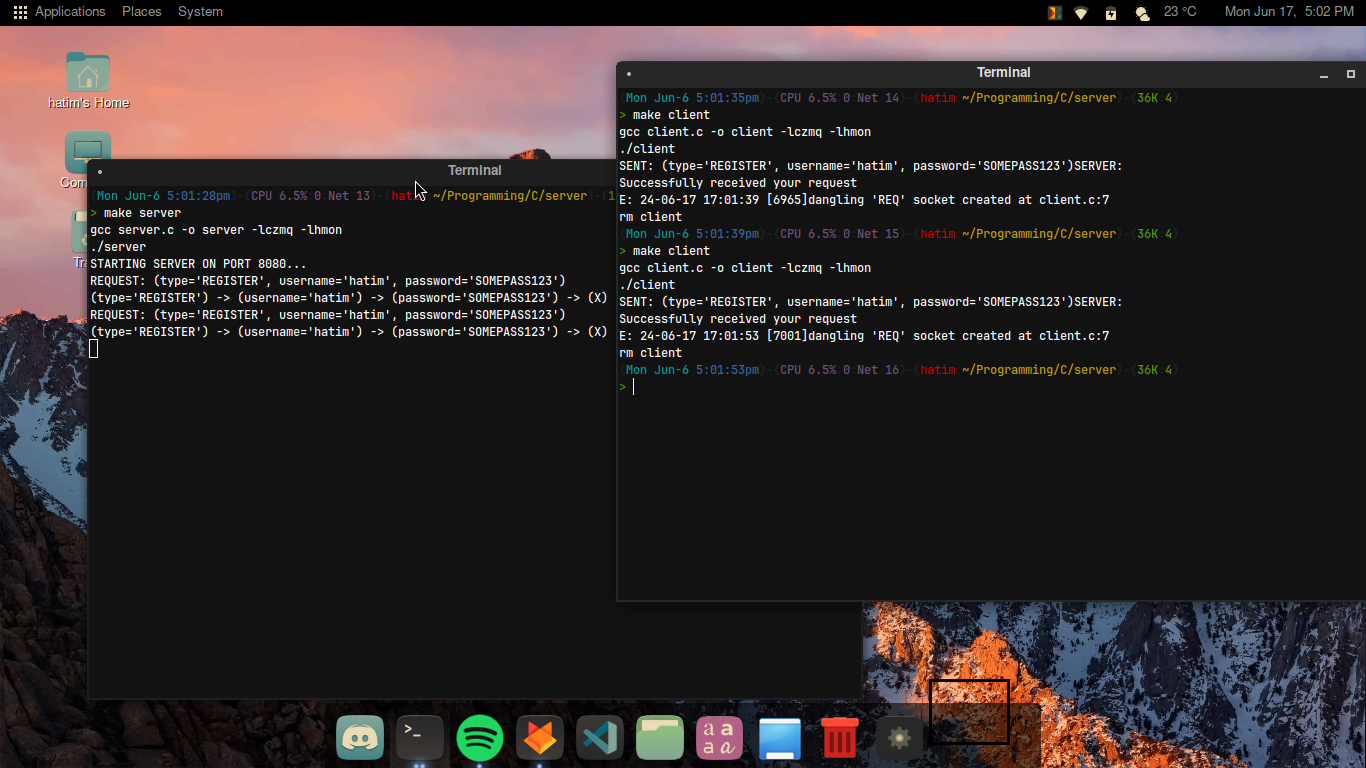 Applications Places System
23 °C Mon Jun 17, 5:02 PM
hatim's Home
Com
Tra
Terminal
(Mon Jun-6 5:01:28pm)-(CPU 6.5%:0:Net 13)-(hatim:~/Programming/C/server)-(1
> make server
gcc server.c -o server -lczmq -lhmon
./server
STARTING SERVER ON PORT 8080...
REQUEST: (type='REGISTER', username='hatim', password='SOMEPASS123')
(type='REGISTER') -> (username='hatim') -> (password='SOMEPASS123') -> (X)
REQUEST: (type='REGISTER', username='hatim', password='SOMEPASS123')
(type='REGISTER') -> (username='hatim') -> (password='SOMEPASS123') -> (X)
Terminal
(Mon Jun-6 5:01:35pm)-(CPU 6.5%:0:Net 14)-(hatim:~/Programming/C/server)-(36K:4)
> make client
gcc client.c -o client -lczmq -lhmon
./client
SENT: (type='REGISTER', username='hatim', password='SOMEPASS123')SERVER:
Successfully received your request
E: 24-06-17 17:01:39 [6965]dangling 'REQ' socket created at client.c:7
rm client
(Mon Jun-6 5:01:39pm)-(CPU 6.5%:0:Net 15)-(hatim:~/Programming/C/server)-(36K:4)
> make client
gcc client.c -o client -lczmq -lhmon
./client
SENT: (type='REGISTER', username='hatim', password='SOMEPASS123')SERVER:
Successfully received your request
E: 24-06-17 17:01:53 [7001]dangling 'REQ' socket created at client.c:7
rm client
(Mon Jun-6 5:01:53pm)-(CPU 6.5%:0:Net 16)-(hatim:~/Programming/C/server)-(36K:4)
>
>_
a a
a a